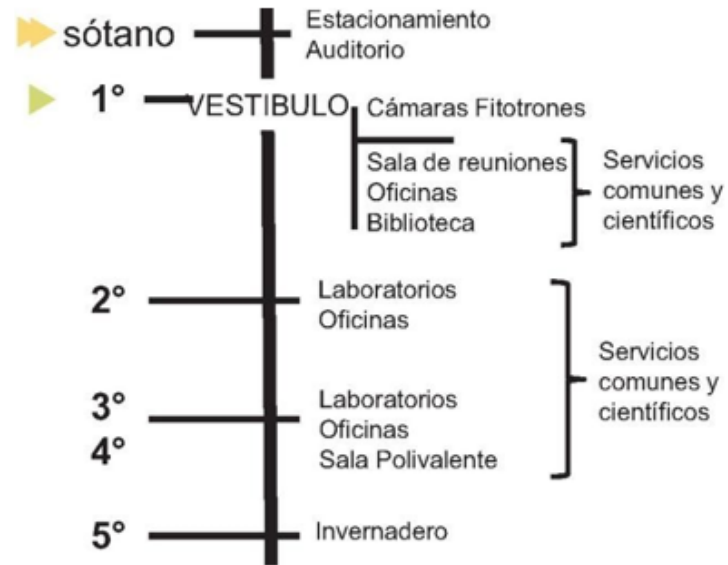 sótano
Estacionamiento
Auditorio
1°
VESTIBULO
Cámaras Fitotrones
Sala de reuniones
Oficinas
Biblioteca
Servicios
comunes y
científicos
2°
Laboratorios
Oficinas
3°
4°
Laboratorios
Oficinas
Sala Polivalente
Servicios
comunes y
científicos
5°
Invernadero